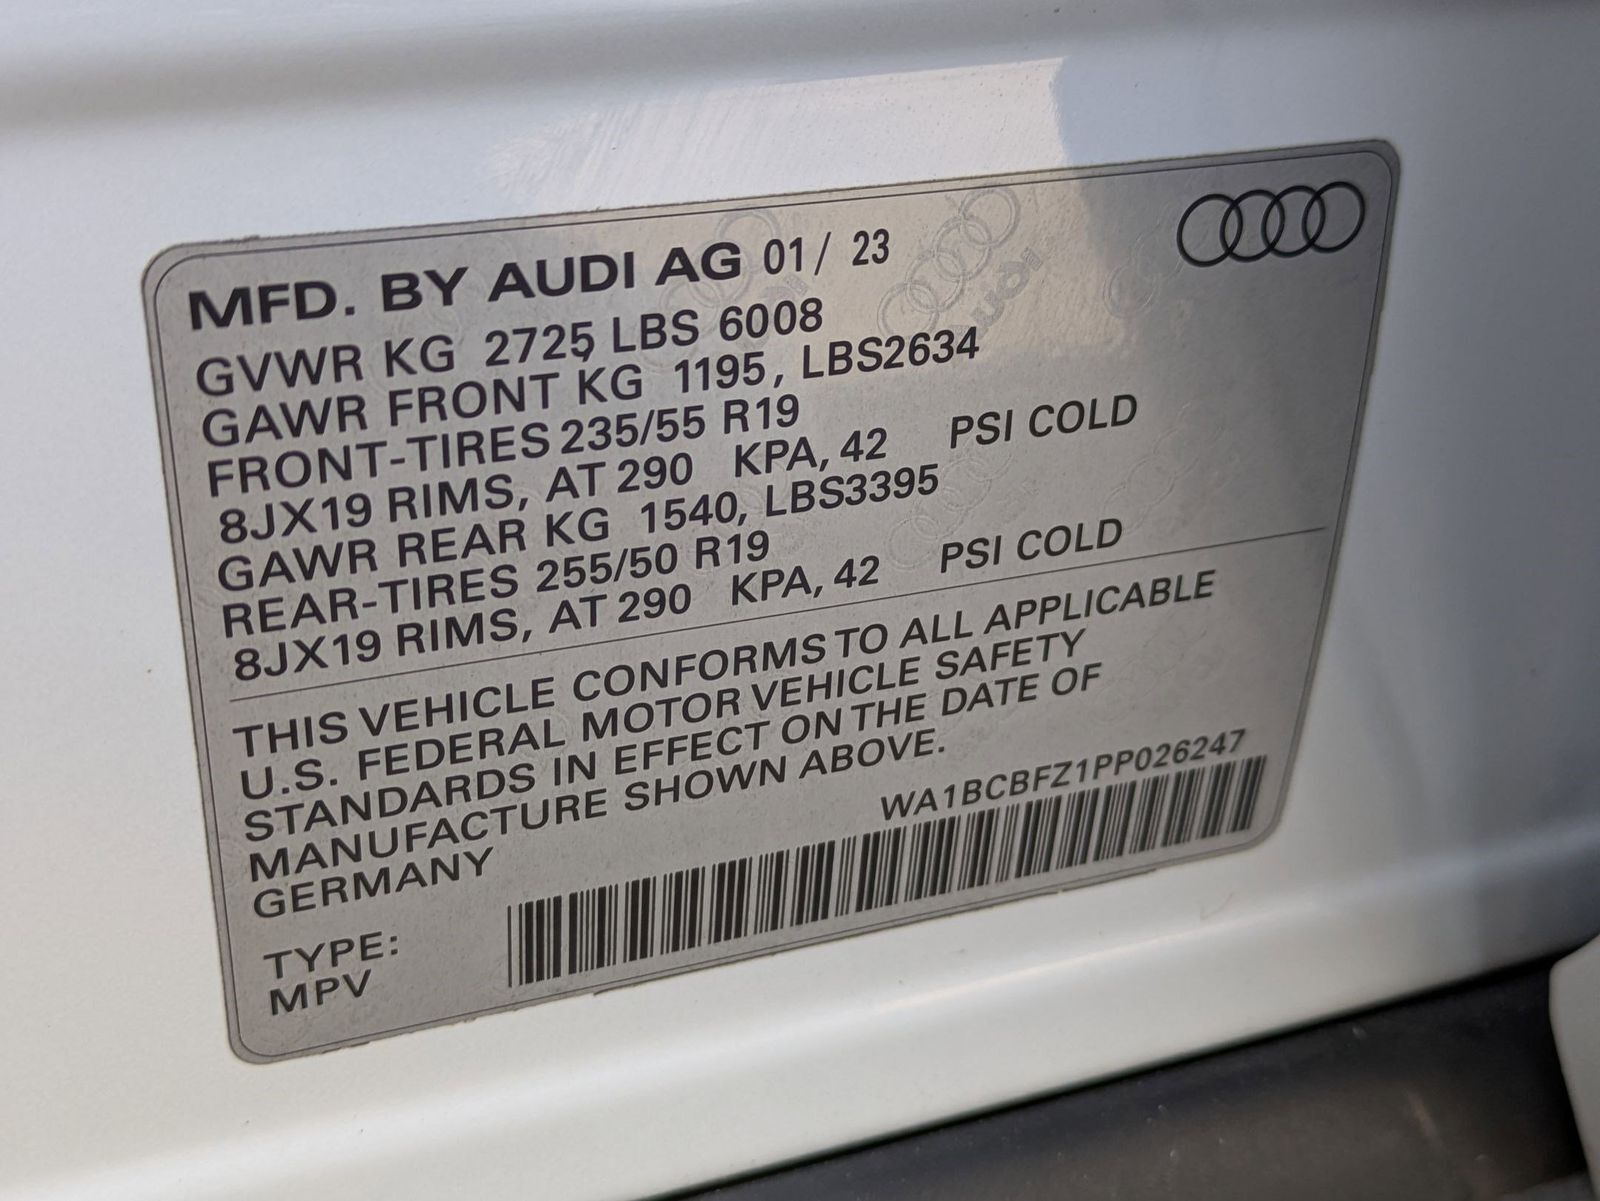 MFD. BY AUDI AG 01/ 23
GVWR KG 2725 LBS 6008
GAWR FRONT KG 1195, LBS2634
FRONT-TIRES 235/55 R19
8JX19 RIMS, AT 290 KPA, 42 PSI COLD
GAWR REAR KG 1540, LBS3395
REAR-TIRES 255/50 R19
8JX19 RIMS, AT 290 KPA, 42 PSI COLD
THIS VEHICLE CONFORMS TO ALL APPLICABLE
U.S. FEDERAL MOTOR VEHICLE SAFETY
STANDARDS IN EFFECT ON THE DATE OF
MANUFACTURE SHOWN ABOVE.
GERMANY
WA1BCBFZ1PP026247
TYPE:
MPV